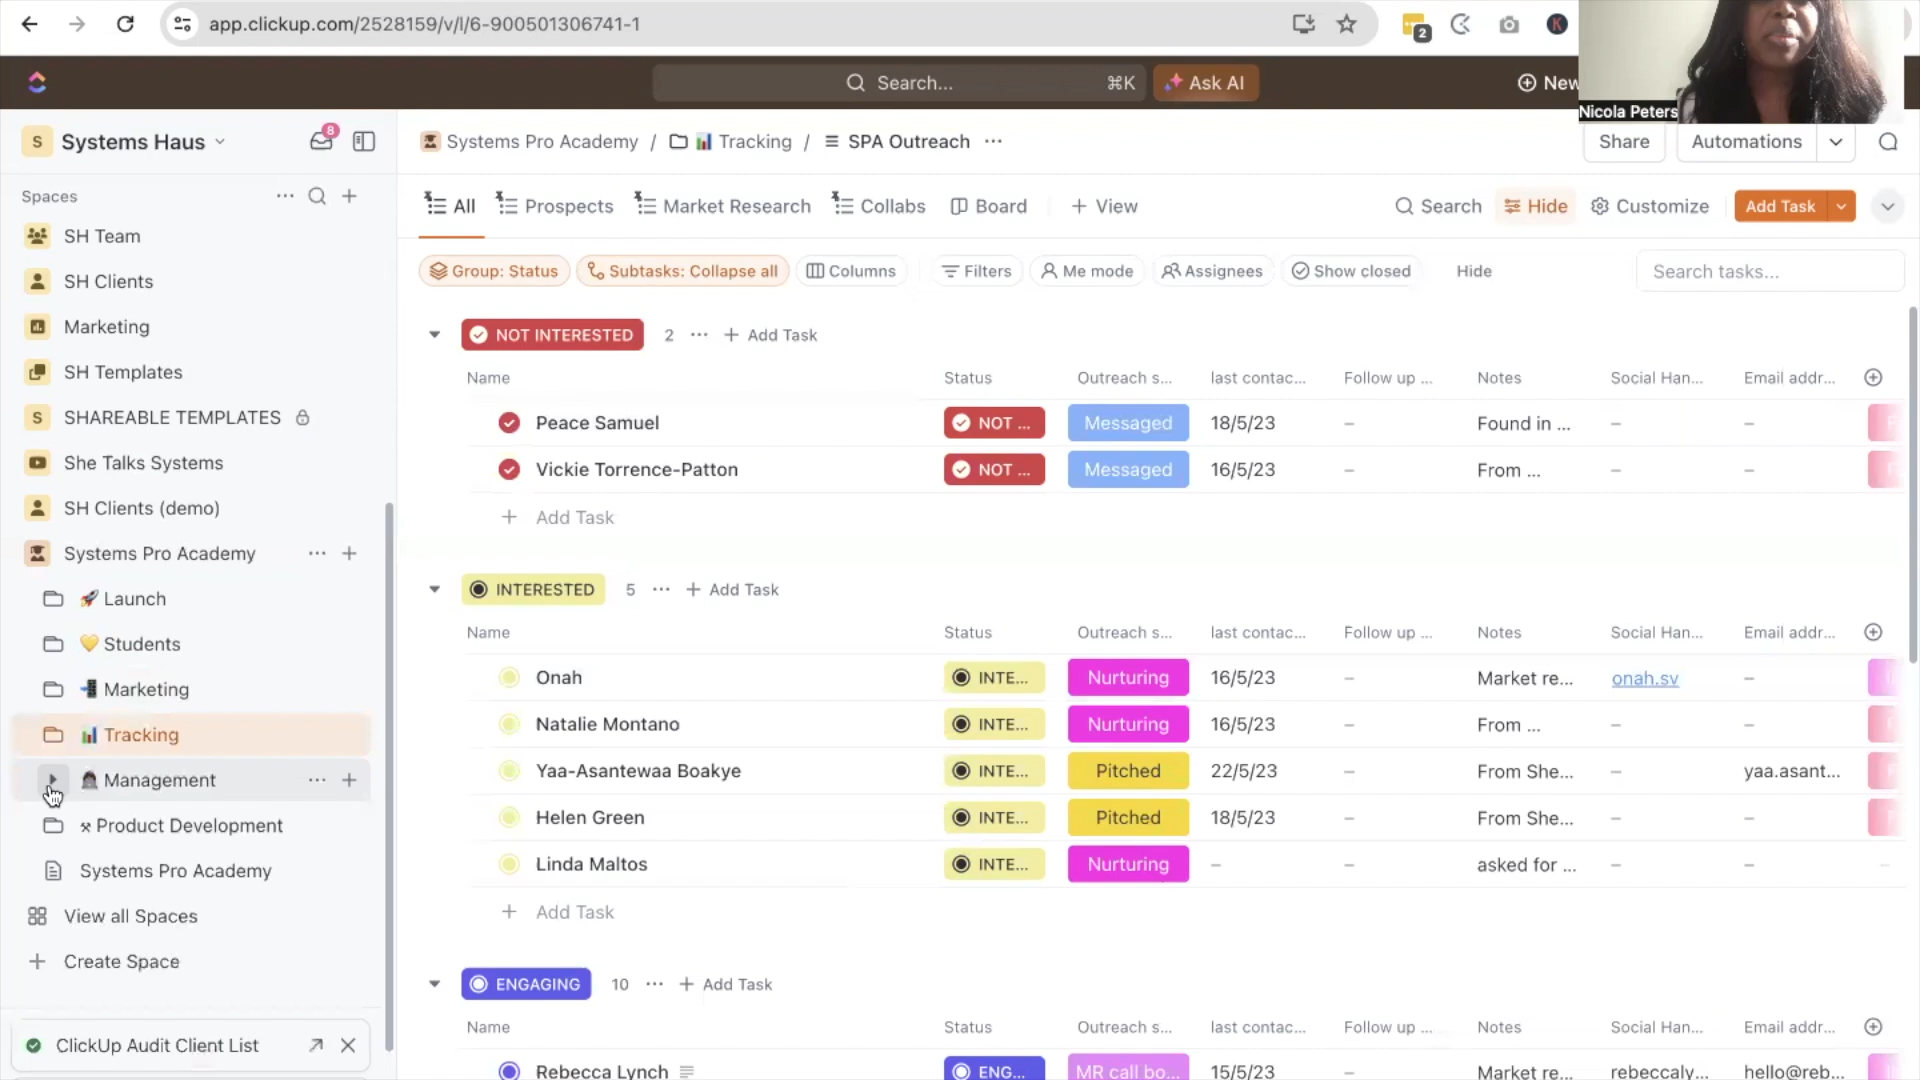 app.clickup.com/2528159/v/l/6-900501306741-1
2
K
Search...
⌘K
Ask AI
New
Nicola Peters
S
Systems Haus
8
Systems Pro Academy / Tracking / SPA Outreach ...
Share
Automations
Spaces
SH Team
SH Clients
Marketing
SH Templates
S SHAREABLE TEMPLATES
She Talks Systems
SH Clients (demo)
Systems Pro Academy
Launch
Students
Marketing
Tracking
Management
Product Development
Systems Pro Academy
View all Spaces
Create Space
ClickUp Audit Client List
All
Prospects
Market Research
Collabs
Board
+ View
Search
Hide
Customize
Add Task
Group: Status
Subtasks: Collapse all
Columns
Filters
Me mode
Assignees
Show closed
Hide
Search tasks...
NOT INTERESTED 2 ... + Add Task
Name Status Outreach s... last contac... Follow up ... Notes Social Han... Email addr...
Peace Samuel NOT ... Messaged 18/5/23 – Found in ... – –
Vickie Torrence-Patton NOT ... Messaged 16/5/23 – From ... – –
+ Add Task
INTERESTED 5 ... + Add Task
Name Status Outreach s... last contac... Follow up ... Notes Social Han... Email addr...
Onah INTE... Nurturing 16/5/23 – Market re... onah.sv –
Natalie Montano INTE... Nurturing 16/5/23 – From ... – –
Yaa-Asantewaa Boakye INTE... Pitched 22/5/23 – From She... – yaa.asant...
Helen Green INTE... Pitched 18/5/23 – From She... – –
Linda Maltos INTE... Nurturing – – asked for ... – –
+ Add Task
ENGAGING 10 ... + Add Task
Name Status Outreach s... last contac... Follow up ... Notes Social Han... Email addr...
Rebecca Lynch ENG... MR call bo... 15/5/23 – Market re... rebeccaly... hello@reb...